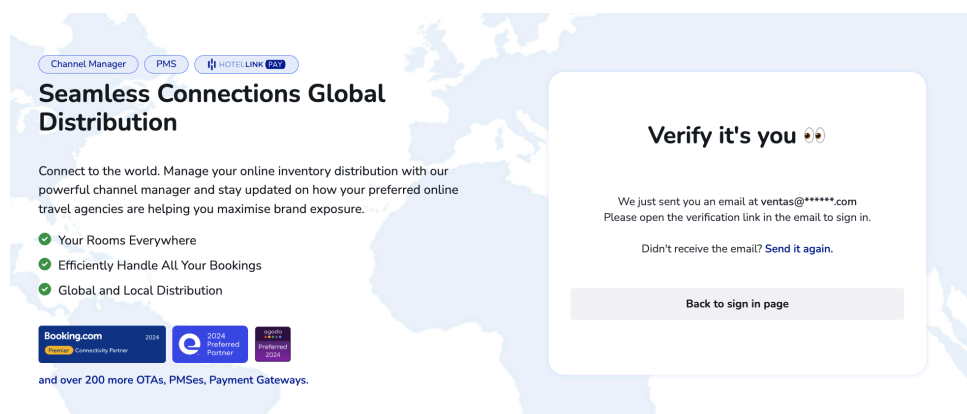 Channel Manager
PMS
HOTELLINK PAY
Seamless Connections Global
Distribution
Connect to the world. Manage your online inventory distribution with our
powerful channel manager and stay updated on how your preferred online
travel agencies are helping you maximise brand exposure.
Your Rooms Everywhere
Efficiently Handle All Your Bookings
Global and Local Distribution
Booking.com 2024
Premier Connectivity Partner
2024
Preferred
Partner
agoda
Preferred
2024
and over 200 more OTAs, PMSes, Payment Gateways.
Verify it's you 👀
We just sent you an email at ventas@******.com
Please open the verification link in the email to sign in.
Didn't receive the email? Send it again.
Back to sign in page